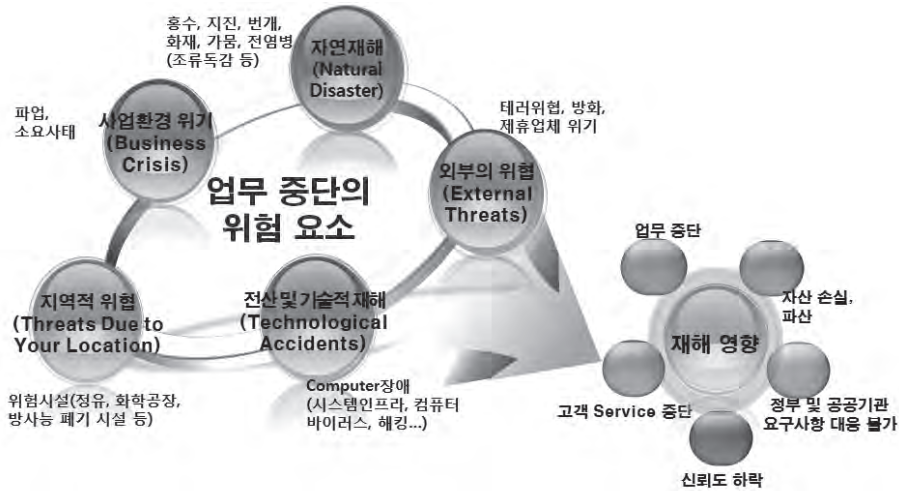 홍수, 지진, 번개,
화재, 가뭄, 전염병
(조류독감 등)
자연재해
(Natural
Disaster)
파업,
소요사태
사업환경 위기
(Business
Crisis)
테러위협, 방화,
제휴업체 위기
외부의 위협
(External
Threats)
업무 중단의
위험 요소
지역적 위협
(Threats Due to
Your Location)
위험시설(정유, 화학공장,
방사능 폐기 시설 등)
전산 및 기술적 재해
(Technological
Accidents)
Computer장애
(시스템인프라, 컴퓨터
바이러스, 해킹...)
업무 중단
자산 손실,
파산
재해 영향
고객 Service 중단
정부 및 공공기관
요구사항 대응 불가
신뢰도 하락